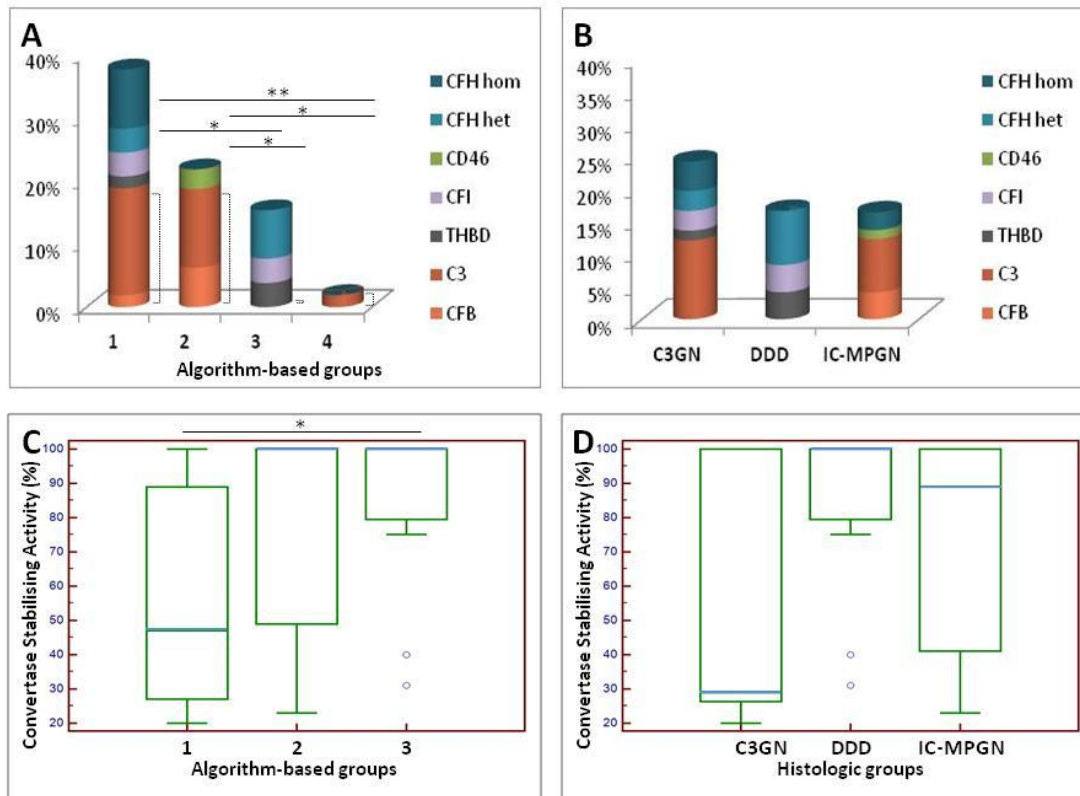 A
40%
30%
20%
10%
0%
**
*
*
*
1 2 3 4
Algorithm-based groups
CFH hom
CFH het
CD46
CFI
THBD
C3
CFB
B
40%
35%
30%
25%
20%
15%
10%
5%
0%
C3GN DDD IC-MPGN
CFH hom
CFH het
CD46
CFI
THBD
C3
CFB
C
*
Convertase Stabilising Activity (%)
100
90
80
70
60
50
40
30
20
1 2 3
Algorithm-based groups
D
Convertase Stabilising Activity (%)
100
90
80
70
60
50
40
30
20
C3GN DDD IC-MPGN
Histologic groups